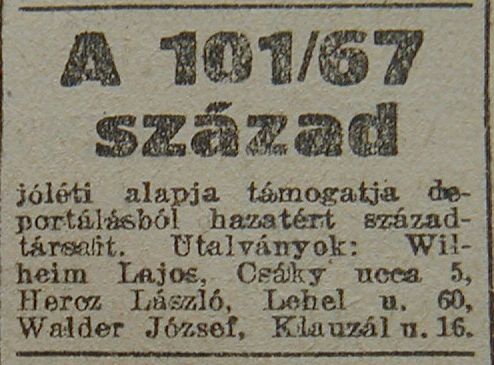 A 101/67
század
jóléti alapja támogatja de-
portálásból hazatért század-
társait. Utalványok: Wil-
heim Lajos, Csáky ucca 5,
Hercz László, Lehel u. 60,
Walder József, Klauzál u. 16.